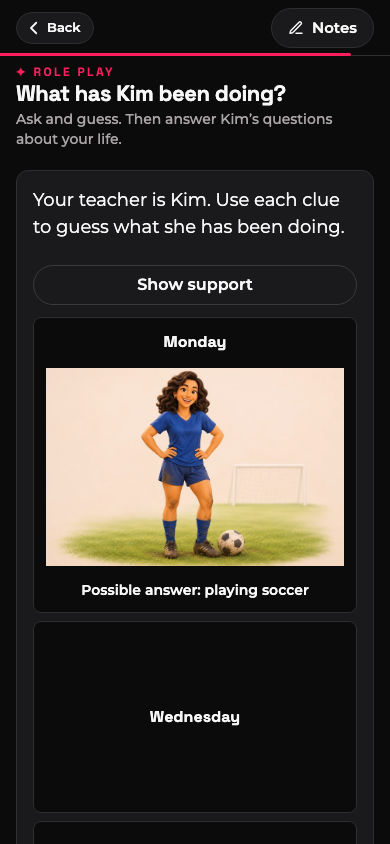 Back
Notes
ROLE PLAY
What has Kim been doing?
Ask and guess. Then answer Kim’s questions
about your life.
Your teacher is Kim. Use each clue
to guess what she has been doing.
Show support
Monday
Possible answer: playing soccer
Wednesday